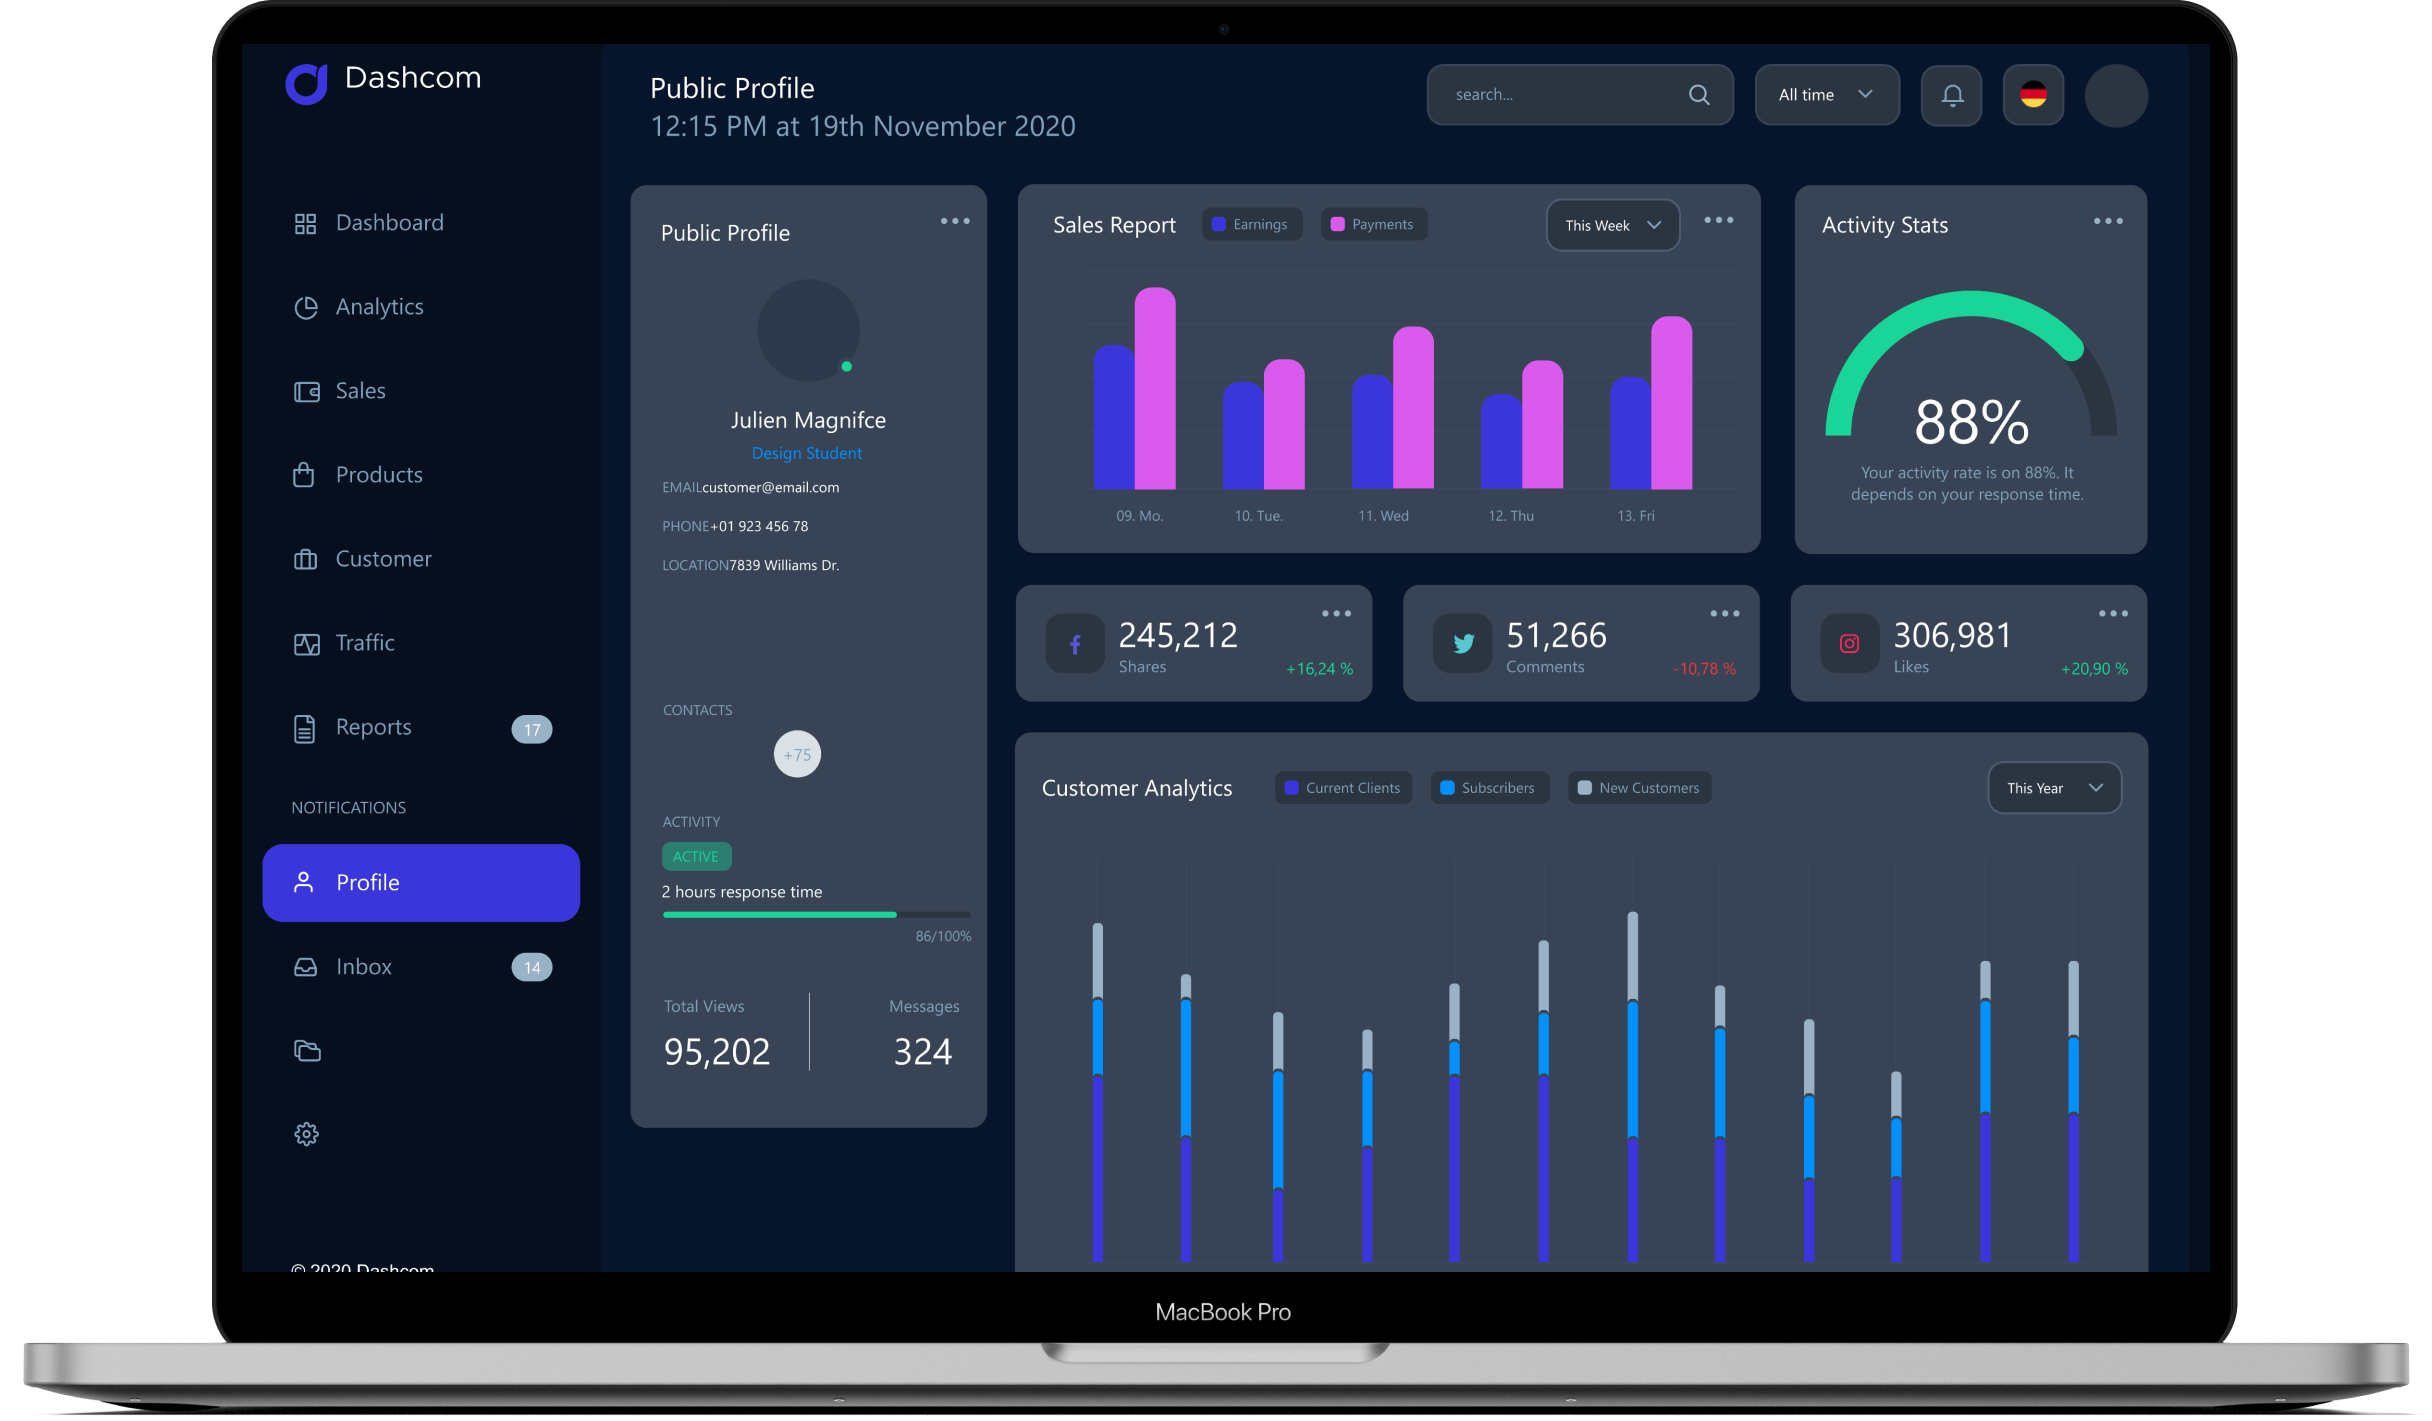 Dashcom
Public Profile
12:15 PM at 19th November 2020
search...
All time
Dashboard
Analytics
Sales
Products
Customer
Traffic
Reports
17
NOTIFICATIONS
Profile
Inbox
14
© 2020 Dashcom
Public Profile
Julien Magnifce
Design Student
EMAILcustomer@email.com
PHONE+01 923 456 78
LOCATION7839 Williams Dr.
CONTACTS
+75
ACTIVITY
ACTIVE
2 hours response time
86/100%
Total Views
Messages
95,202
324
Sales Report
Earnings
Payments
This Week
09. Mo.
10. Tue.
11. Wed
12. Thu
13. Fri
Activity Stats
88%
Your activity rate is on 88%. It
depends on your response time.
245,212
Shares
+16,24 %
51,266
Comments
-10,78 %
306,981
Likes
+20,90 %
Customer Analytics
Current Clients
Subscribers
New Customers
This Year
MacBook Pro